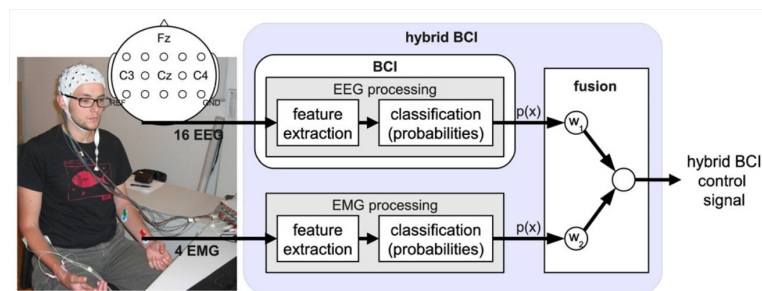 hybrid BCI
Fz
C3 Cz C4
REF GND
BCI
EEG processing
feature extraction
classification (probabilities)
p(x)
16 EEG
fusion
w1
w2
hybrid BCI
control
signal
EMG processing
feature extraction
classification (probabilities)
p(x)
4 EMG